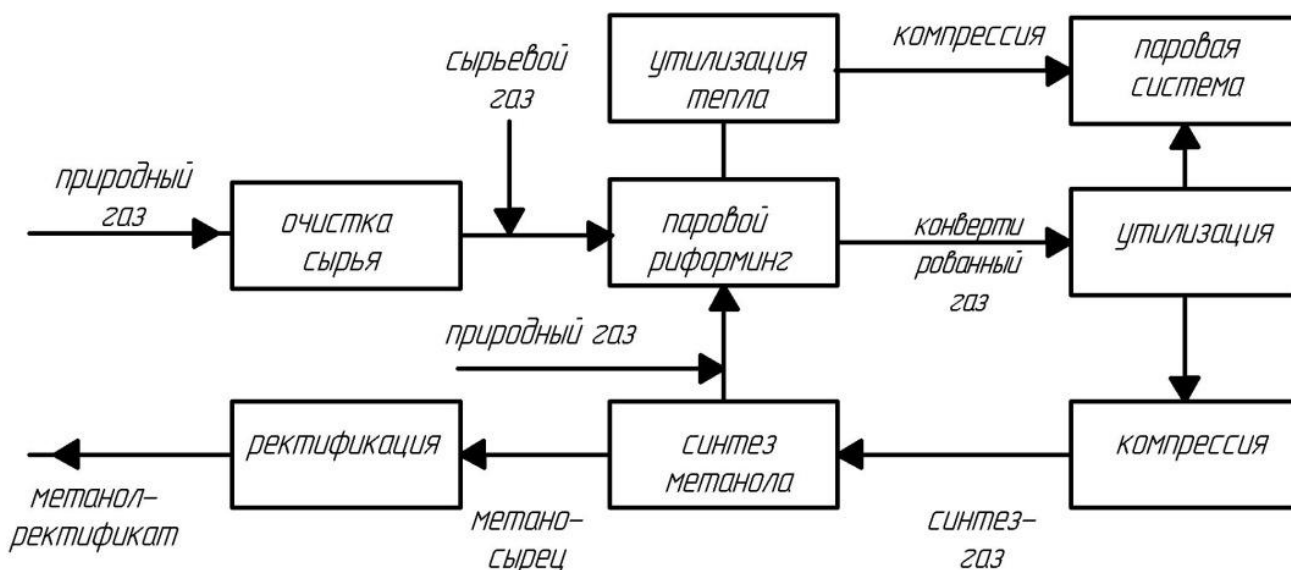 утилизация
тепла
компрессия
паровая
система
сырьевой
газ
природный
газ
очистка
сырья
паровой
риформинг
конверти
рованный
газ
утилизация
природный газ
ректификация
синтез
метанола
компрессия
метанол-
ректификат
метано-
сырец
синтез-
газ